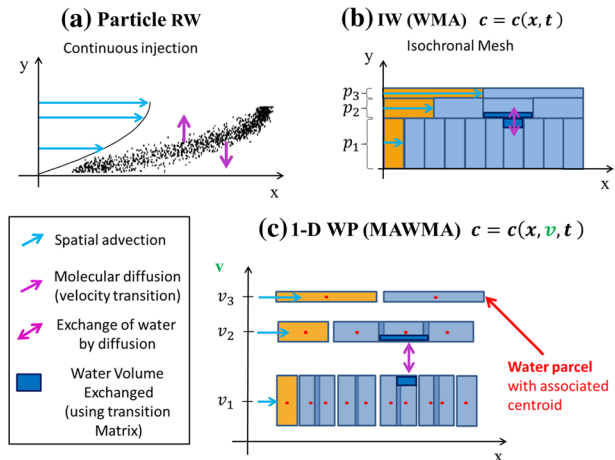 (a) Particle RW
Continuous injection
y
x
(b) IW (WMA) c = c(x, t)
Isochronal Mesh
y
p₃
p₂
p₁
x
Spatial advection
Molecular diffusion
(velocity transition)
Exchange of water
by diffusion
Water Volume
Exchanged
(using transition
Matrix)
(c) 1-D WP (MAWMA) c = c(x, v, t)
v
v₃
v₂
v₁
x
Water parcel
with associated
centroid